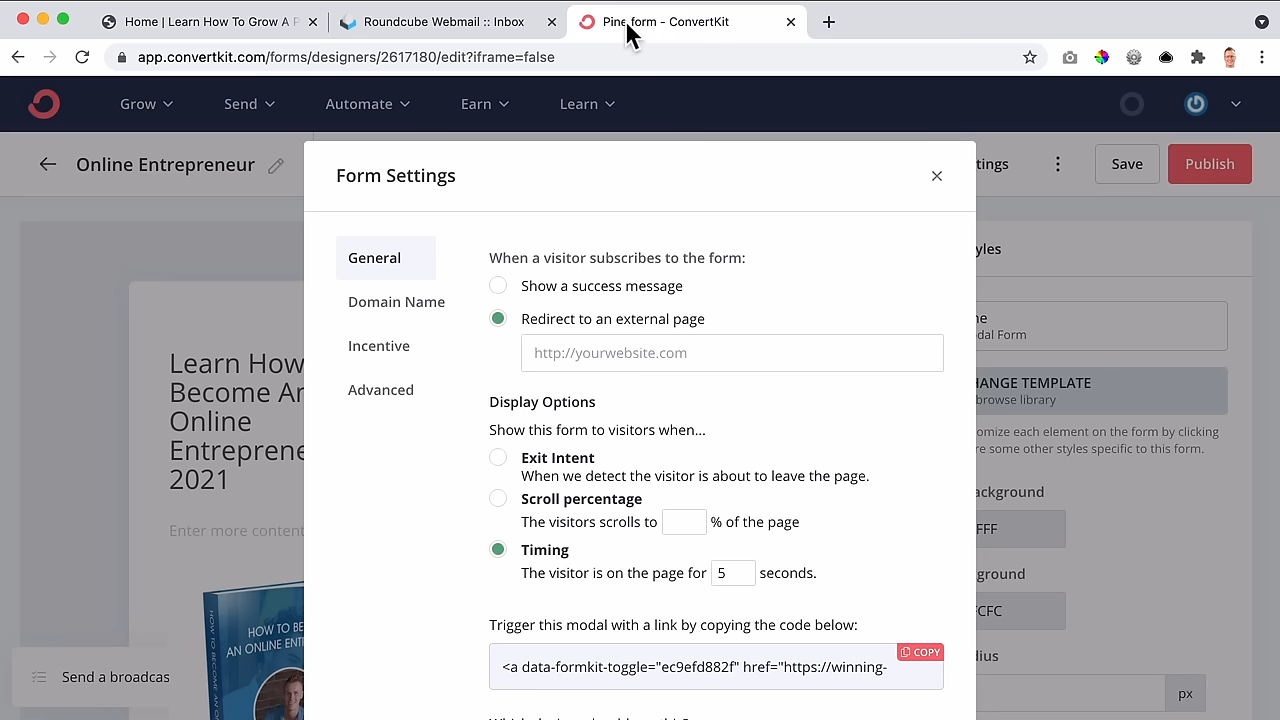 Home | Learn How To Grow A P
Roundcube Webmail :: Inbox
Pine form - ConvertKit
app.convertkit.com/forms/designers/2617180/edit?iframe=false
Grow
Send
Automate
Earn
Learn
Online Entrepreneur
tings
Save
Publish
Form Settings
General
Domain Name
Incentive
Advanced
When a visitor subscribes to the form:
Show a success message
Redirect to an external page
http://yourwebsite.com
Display Options
Show this form to visitors when...
Exit Intent
When we detect the visitor is about to leave the page.
Scroll percentage
The visitors scrolls to % of the page
Timing
The visitor is on the page for 5 seconds.
Trigger this modal with a link by copying the code below:
COPY
<a data-formkit-toggle="ec9efd882f" href="https://winning-
Learn How
Become An
Online
Entrepreneur
2021
Enter more content
HOW TO BE
AN ONLINE ENT
HOW TO BECOME AN
Send a broadcas
yles
ne
dal Form
HANGE TEMPLATE
browse library
omize each element on the form by clicking
re some other styles specific to this form.
ackground
FFF
ground
FCFC
dius
px